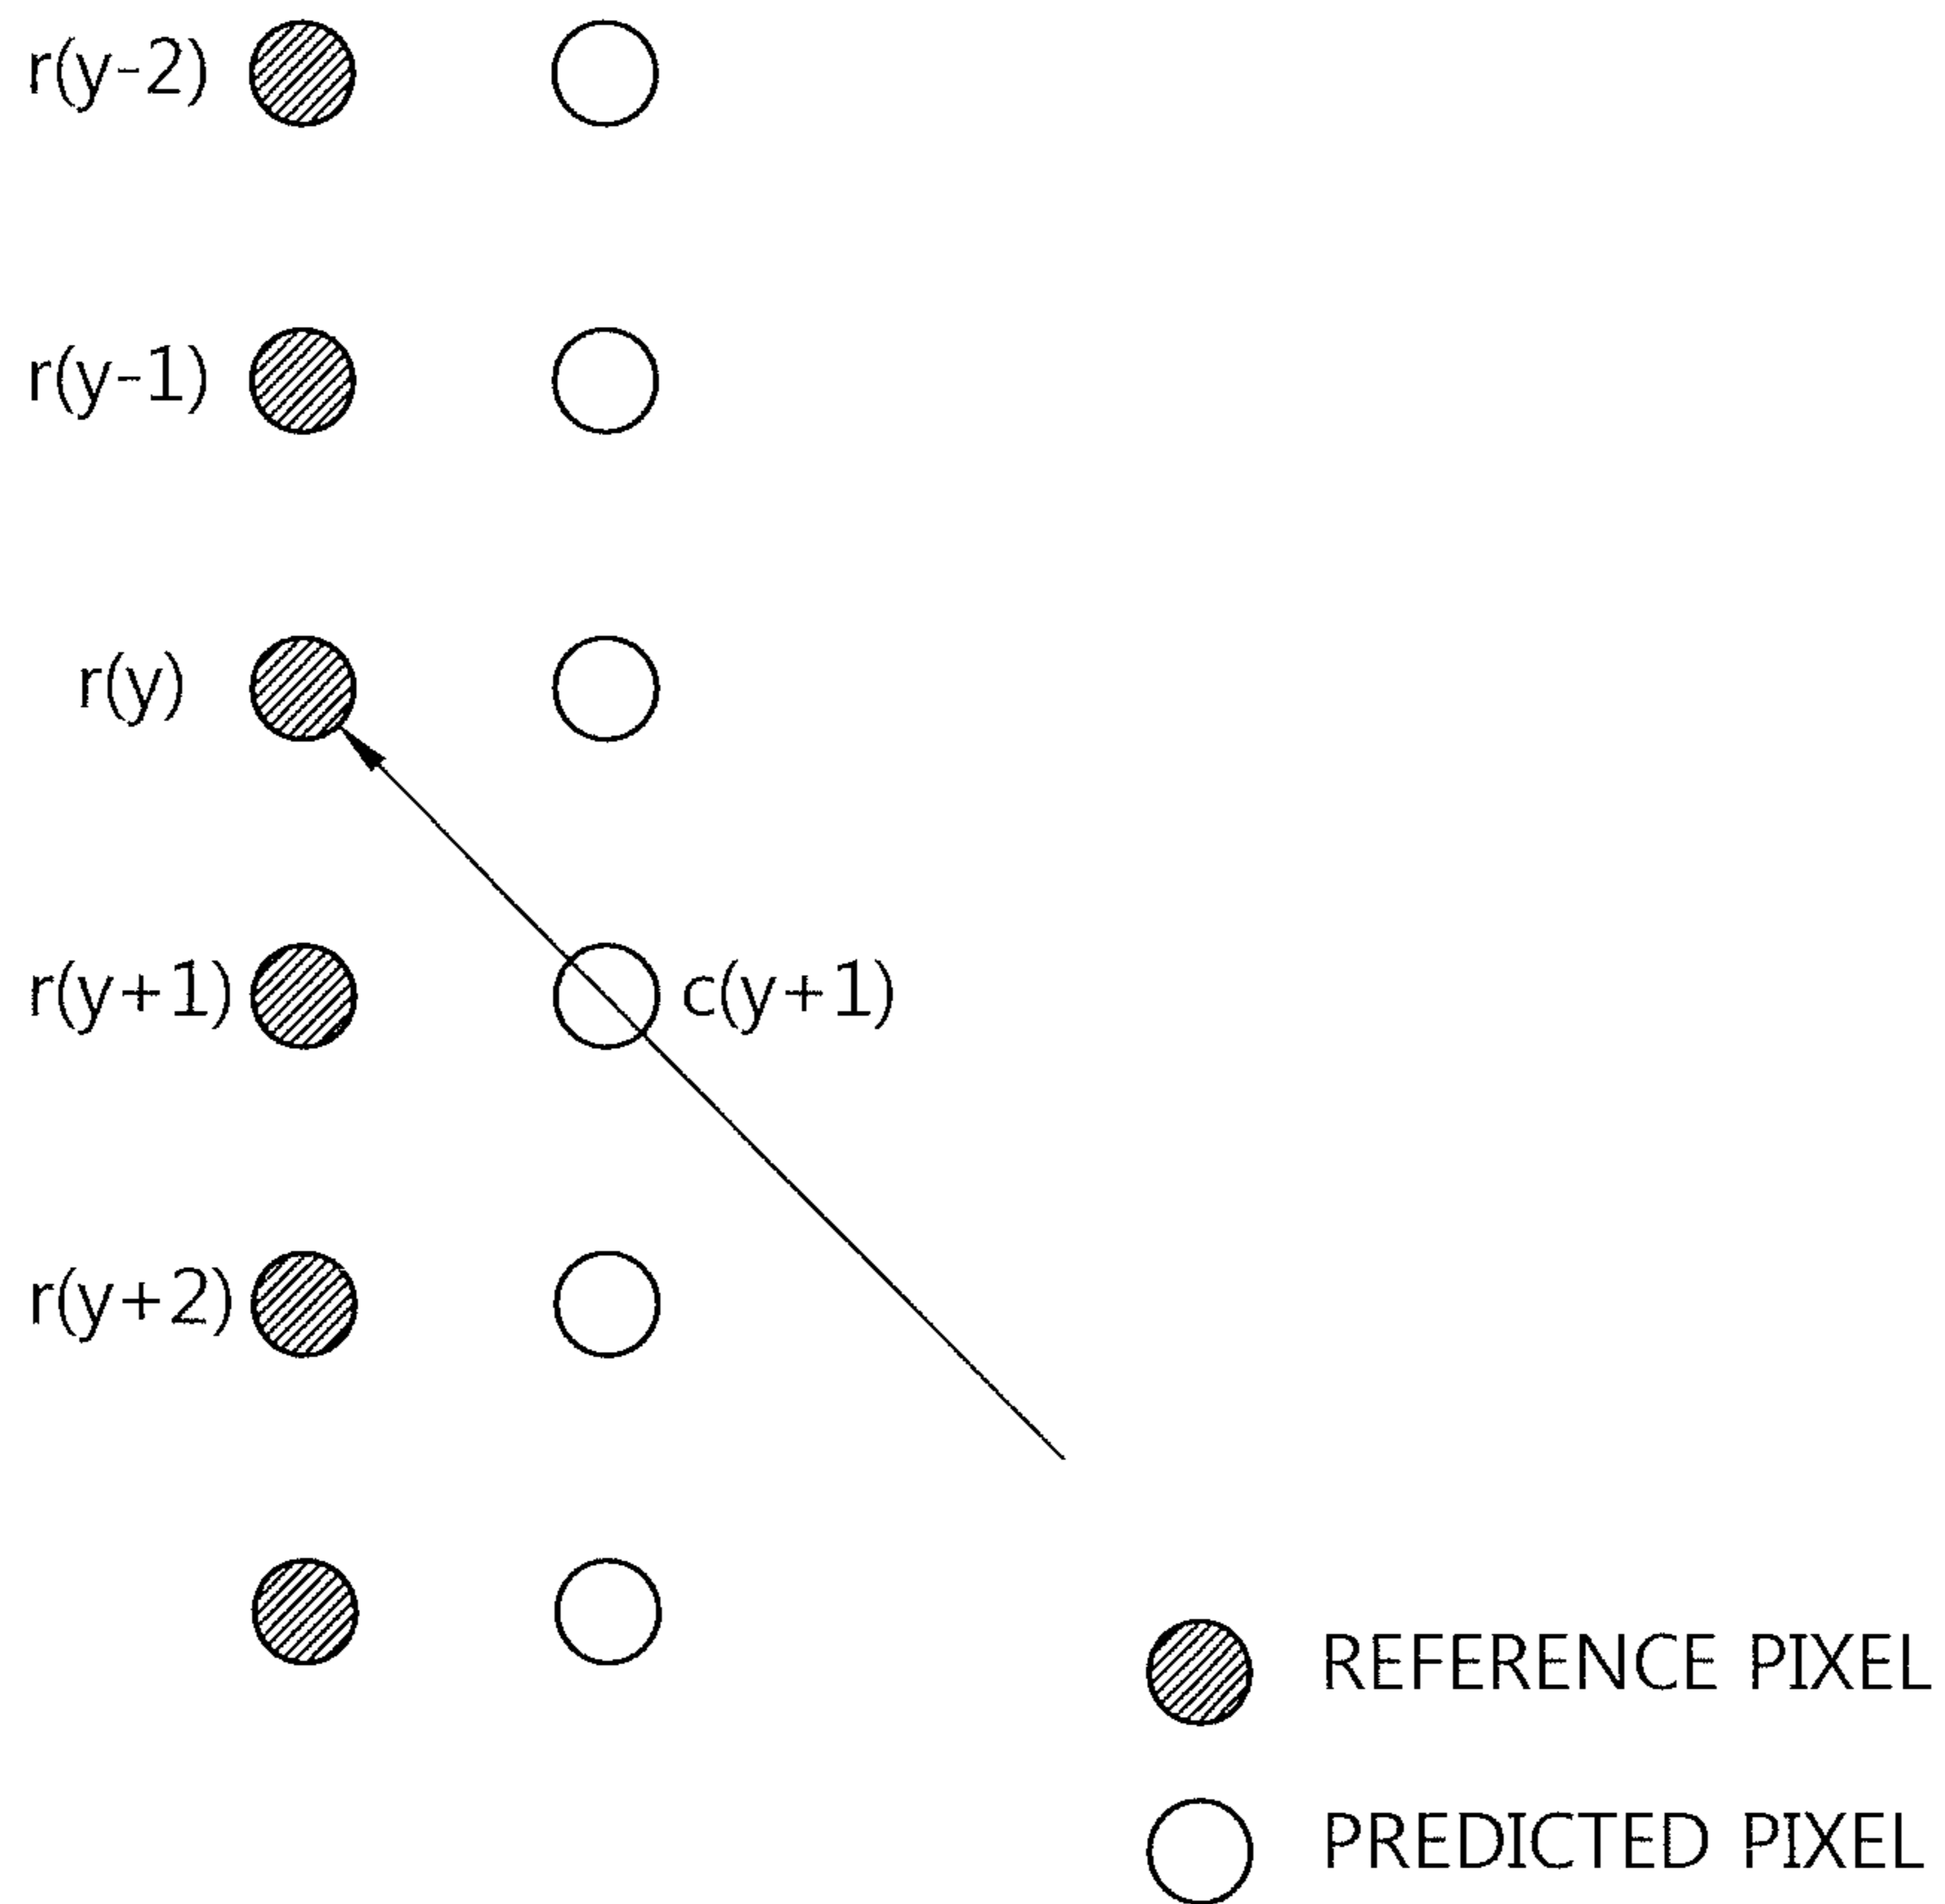 r(y-2)
r(y-1)
r(y)
r(y+1) c(y+1)
r(y+2)
REFERENCE PIXEL
PREDICTED PIXEL